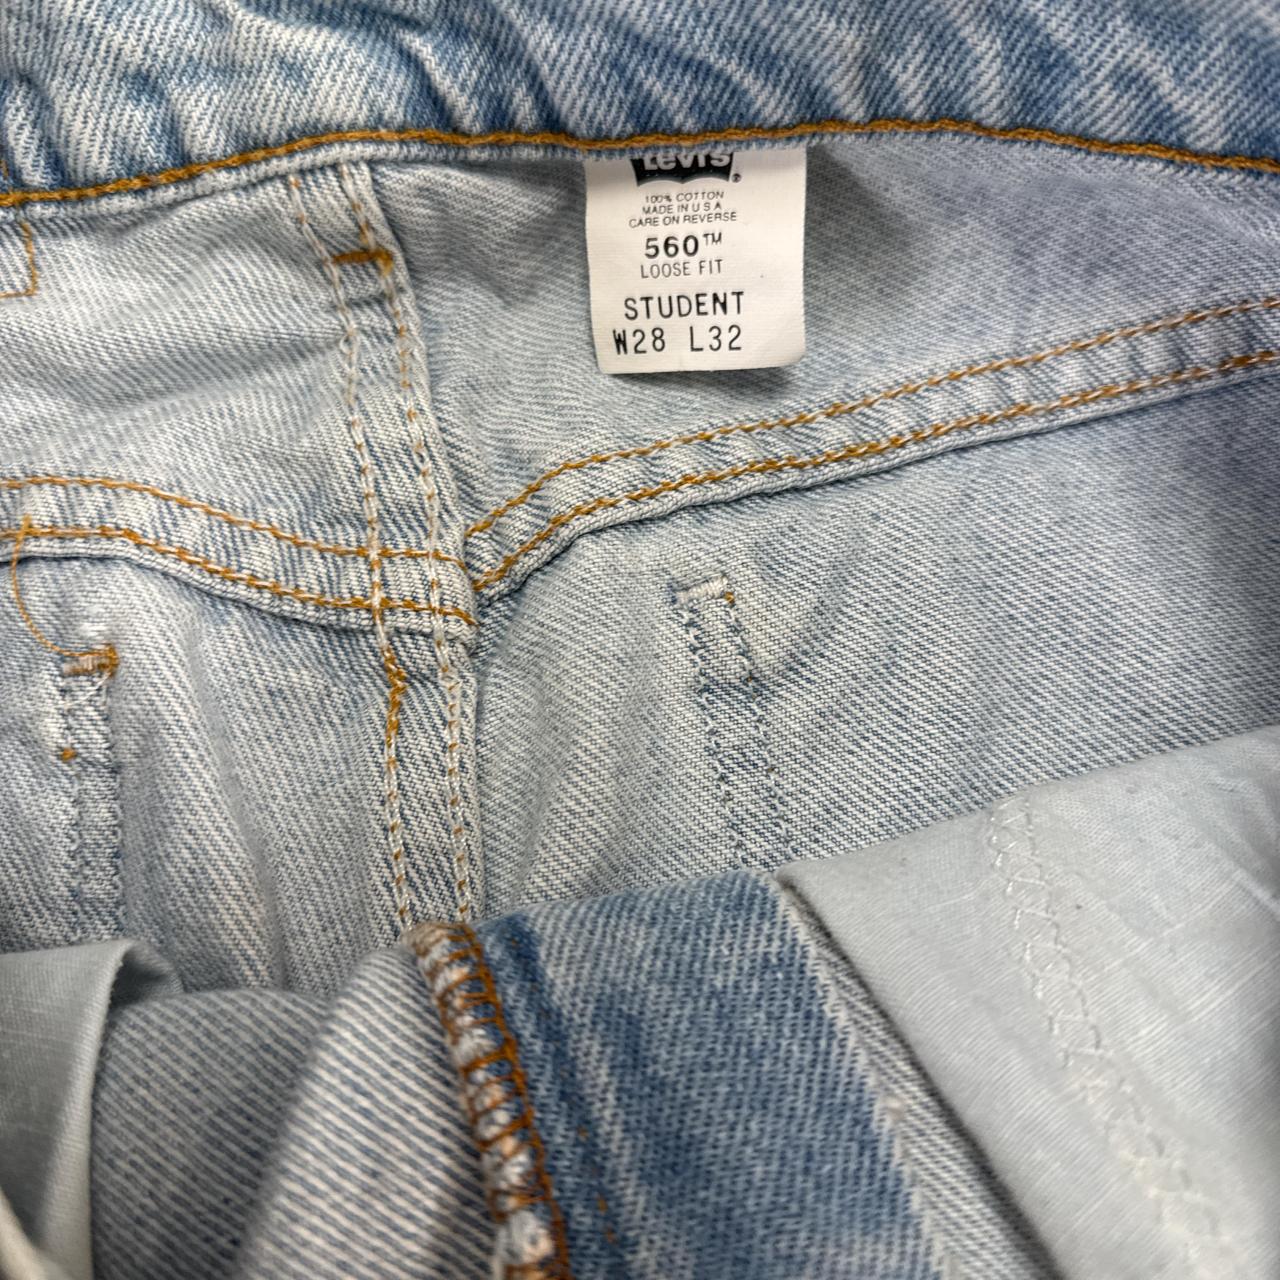 Levi's
®
100% COTTON
MADE IN U S A
CARE ON REVERSE
560™
LOOSE FIT
STUDENT
W28 L32